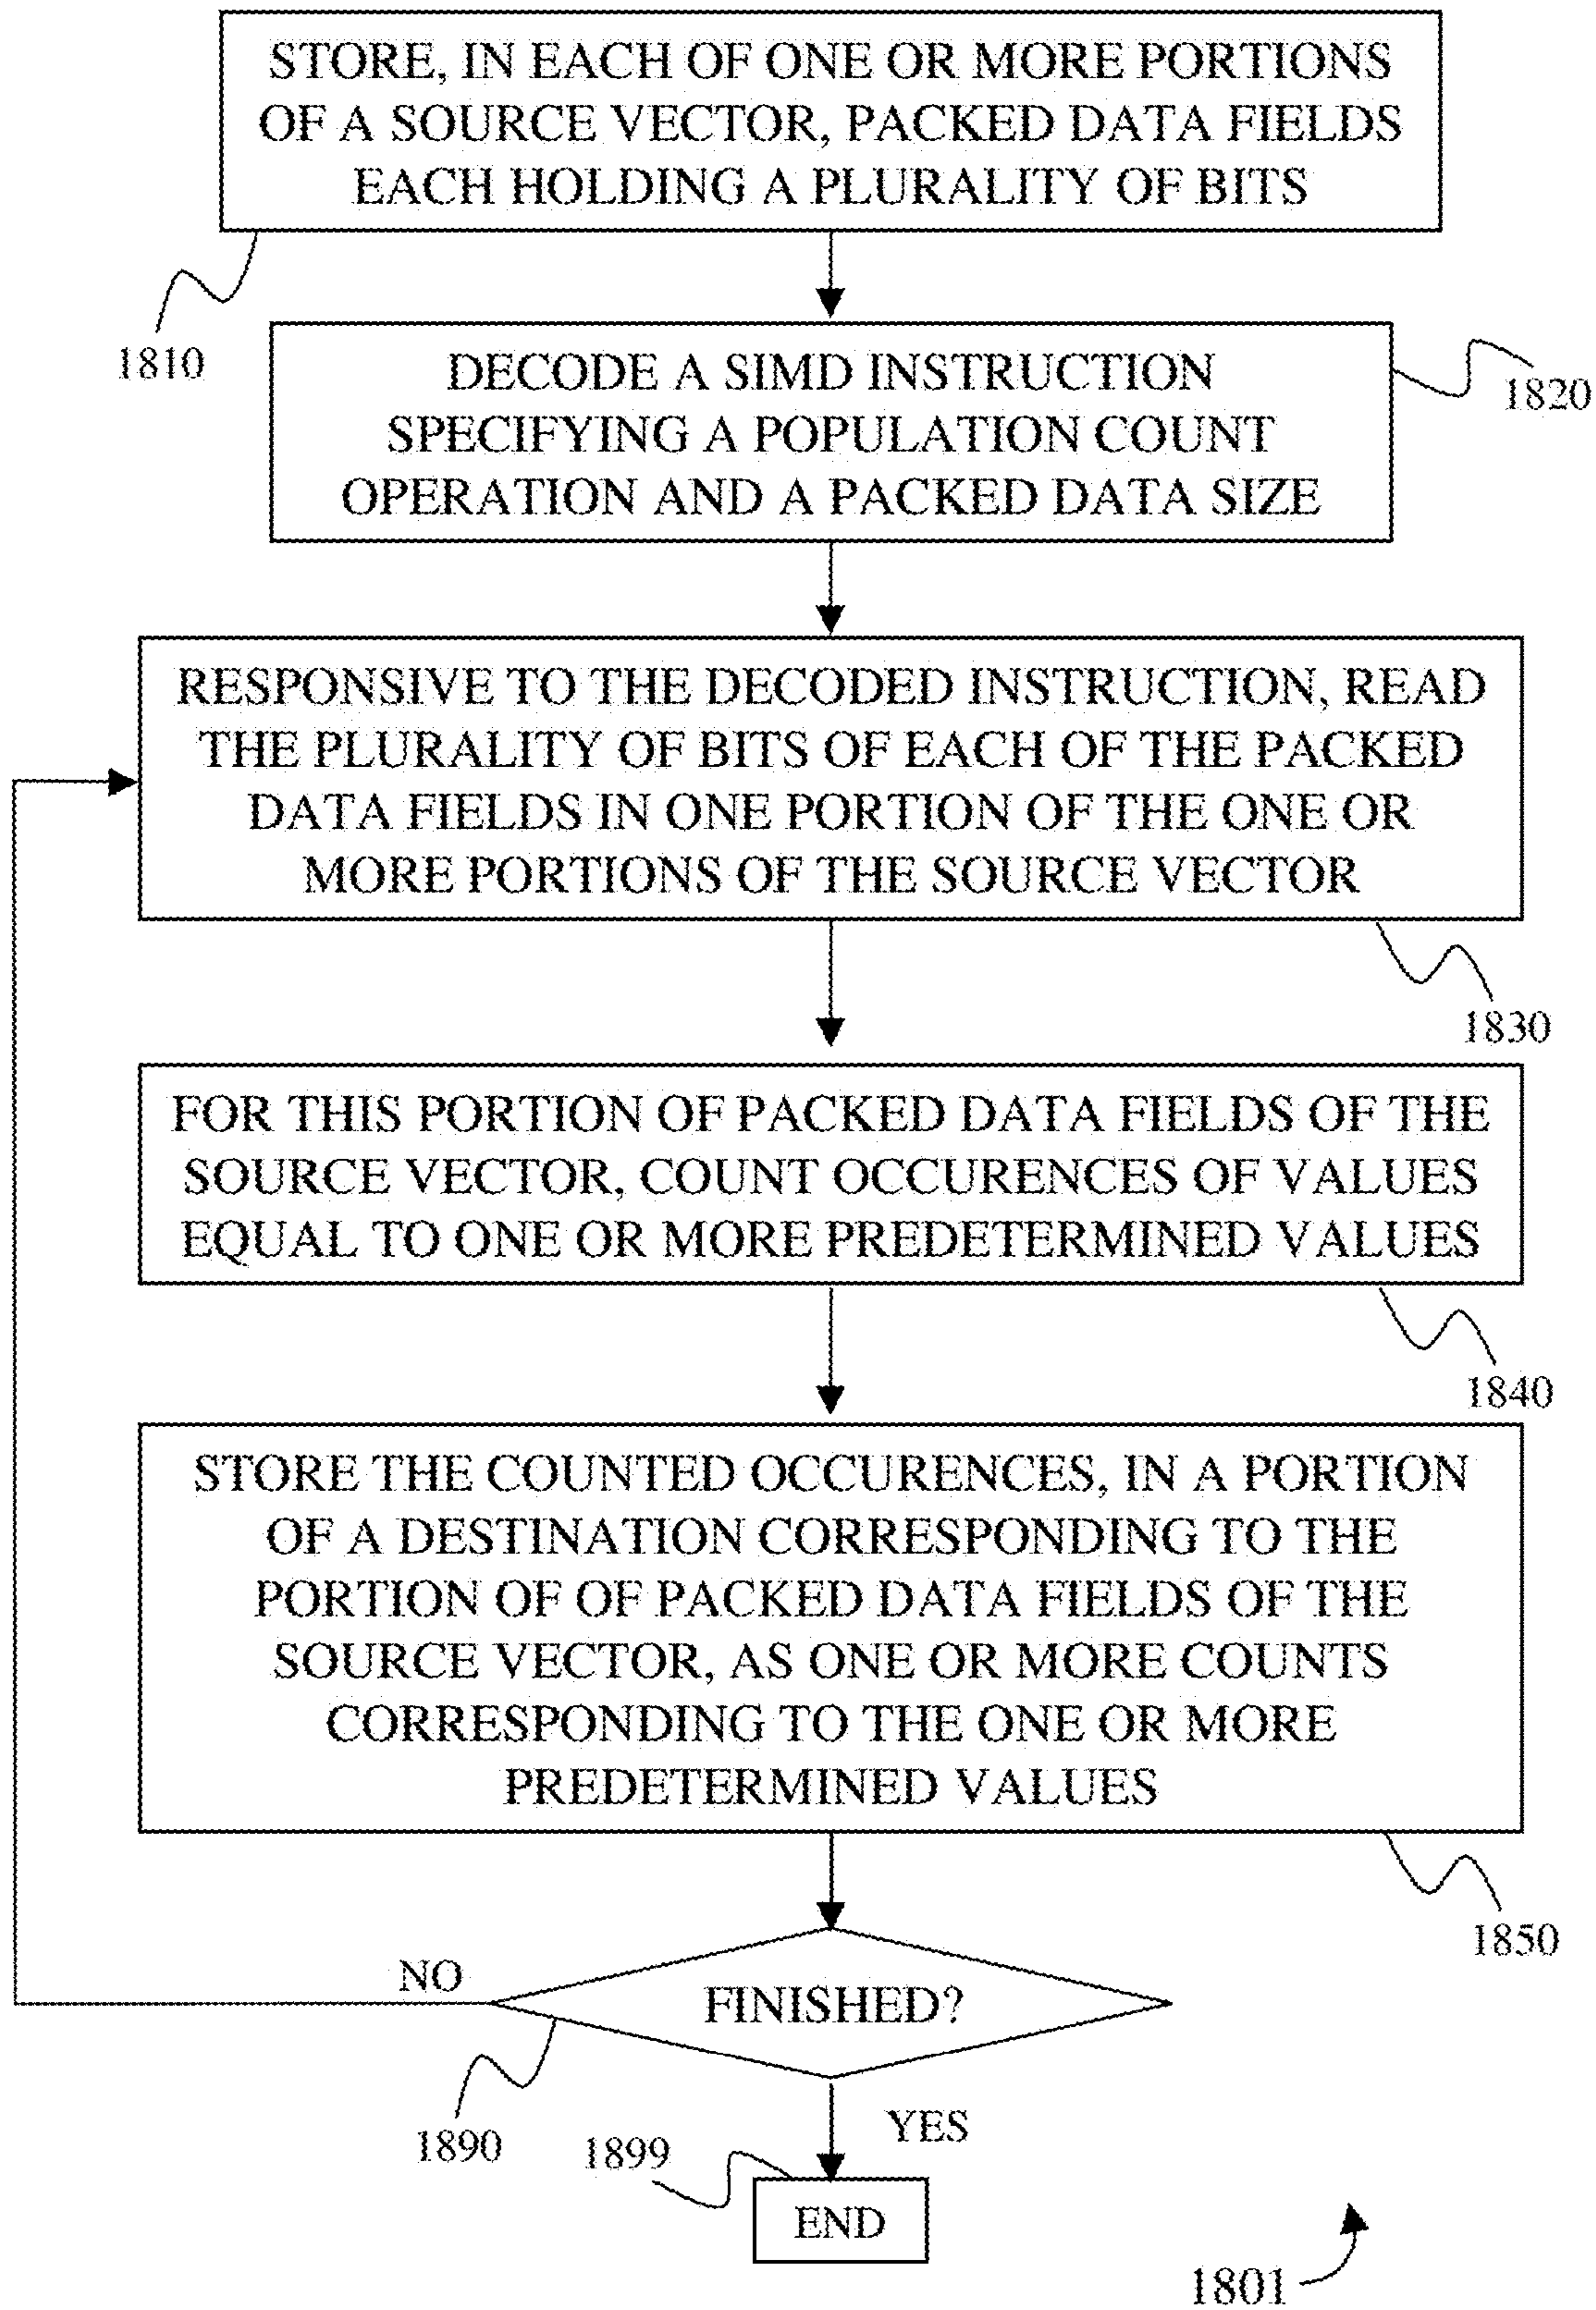 STORE, IN EACH OF ONE OR MORE PORTIONS
OF A SOURCE VECTOR, PACKED DATA FIELDS
EACH HOLDING A PLURALITY OF BITS
1810
DECODE A SIMD INSTRUCTION
SPECIFYING A POPULATION COUNT
OPERATION AND A PACKED DATA SIZE
1820
RESPONSIVE TO THE DECODED INSTRUCTION, READ
THE PLURALITY OF BITS OF EACH OF THE PACKED
DATA FIELDS IN ONE PORTION OF THE ONE OR
MORE PORTIONS OF THE SOURCE VECTOR
1830
FOR THIS PORTION OF PACKED DATA FIELDS OF THE
SOURCE VECTOR, COUNT OCCURENCES OF VALUES
EQUAL TO ONE OR MORE PREDETERMINED VALUES
1840
STORE THE COUNTED OCCURENCES, IN A PORTION
OF A DESTINATION CORRESPONDING TO THE
PORTION OF OF PACKED DATA FIELDS OF THE
SOURCE VECTOR, AS ONE OR MORE COUNTS
CORRESPONDING TO THE ONE OR MORE
PREDETERMINED VALUES
1850
NO
FINISHED?
1890
YES
1899
END
1801